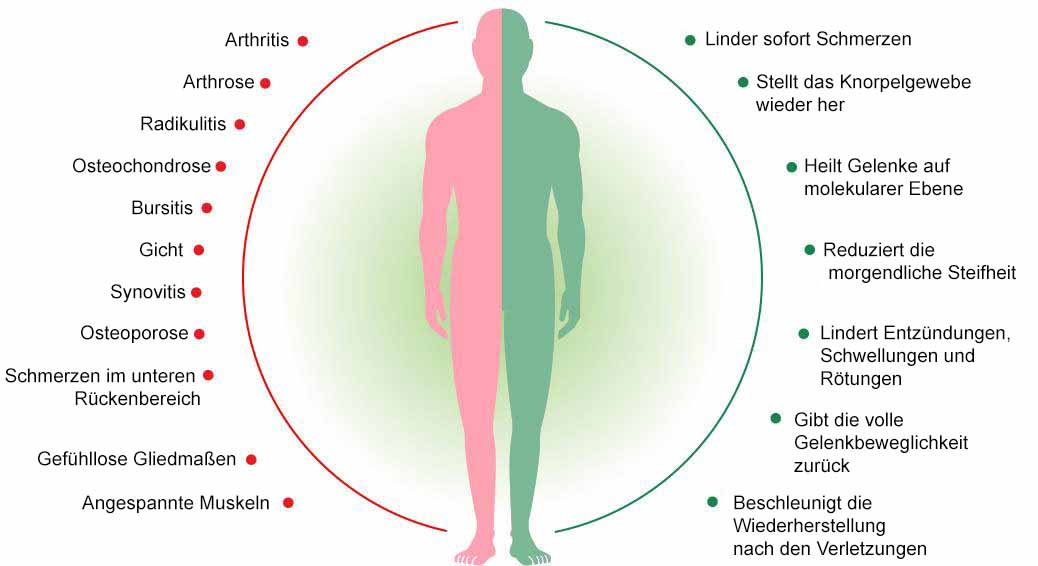 Arthritis
Arthrose
Radikulitis
Osteochondrose
Bursitis
Gicht
Synovitis
Osteoporose
Schmerzen im unteren
Rückenbereich
Gefühllose Gliedmaßen
Angespannte Muskeln
Linder sofort Schmerzen
Stellt das Knorpelgewebe
wieder her
Heilt Gelenke auf
molekularer Ebene
Reduziert die
morgendliche Steifheit
Lindert Entzündungen,
Schwellungen und
Rötungen
Gibt die volle
Gelenkbeweglichkeit
zurück
Beschleunigt die
Wiederherstellung
nach den Verletzungen